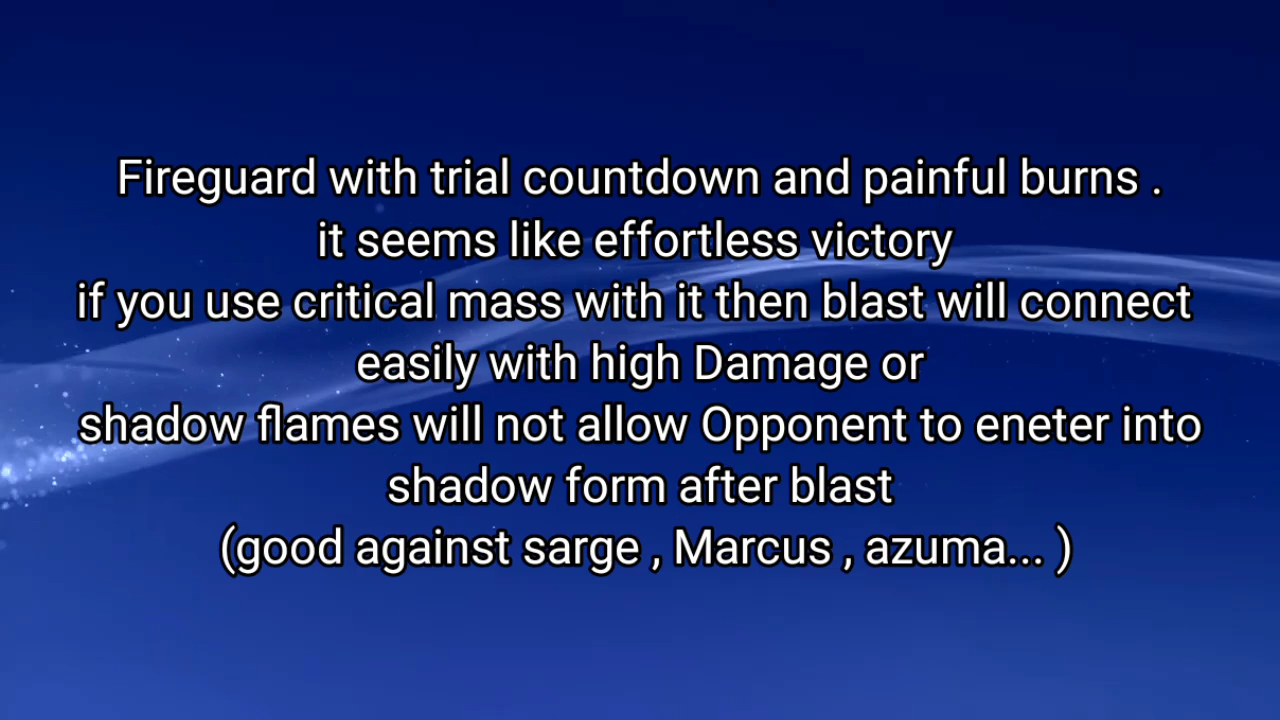 Fireguard with trial countdown and painful burns .
it seems like effortless victory
if you use critical mass with it then blast will connect
easily with high Damage or
shadow flames will not allow Opponent to eneter into
shadow form after blast
(good against sarge , Marcus , azuma... )